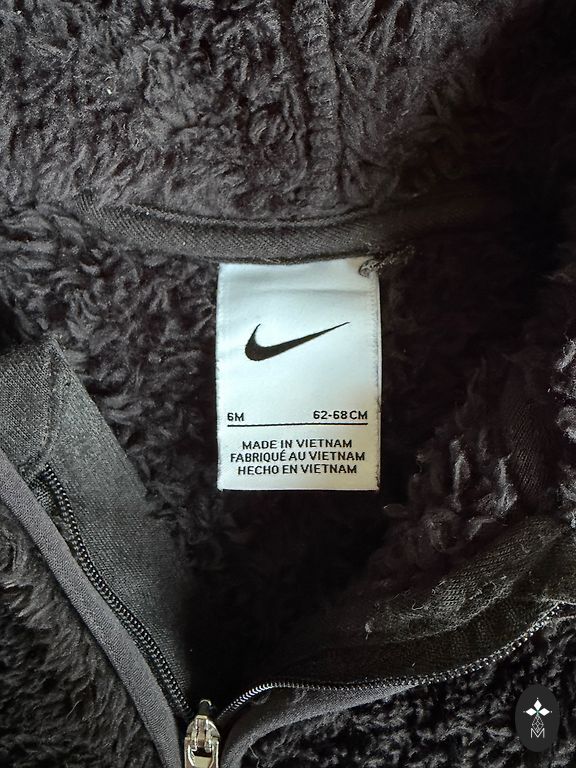 6M 62-68CM
MADE IN VIETNAM
FABRIQUÉ AU VIETNAM
HECHO EN VIETNAM
M